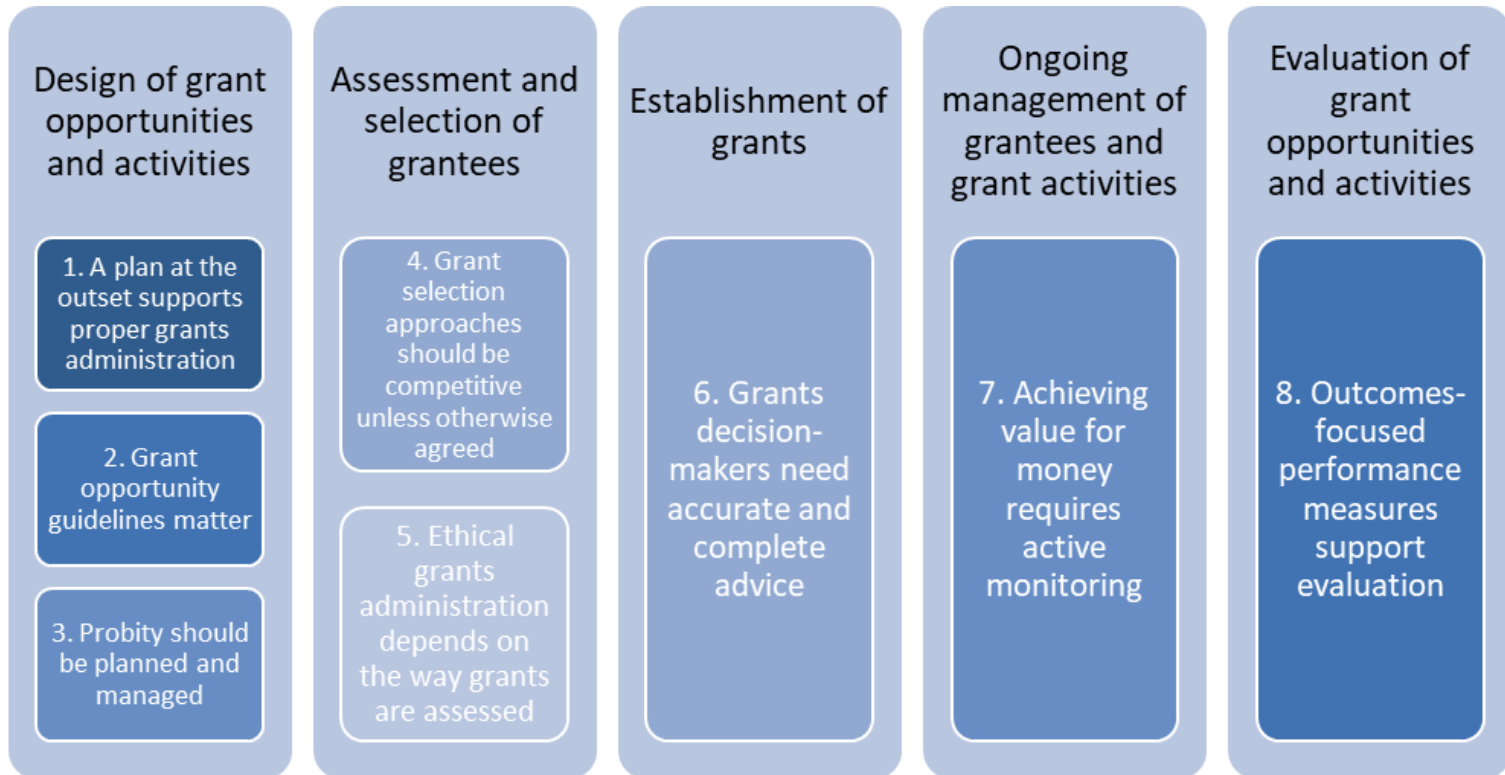 Design of grant
opportunities
and activities
1. A plan at the
outset supports
proper grants
administration
2. Grant
opportunity
guidelines matter
3. Probity should
be planned and
managed
Assessment and
selection of
grantees
4. Grant
selection
approaches
should be
competitive
unless otherwise
agreed
5. Ethical
grants
administration
depends on
the way grants
are assessed
Establishment of
grants
6. Grants
decision-
makers need
accurate and
complete
advice
Ongoing
management of
grantees and
grant activities
7. Achieving
value for
money
requires
active
monitoring
Evaluation of
grant
opportunities
and activities
8. Outcomes-
focused
performance
measures
support
evaluation